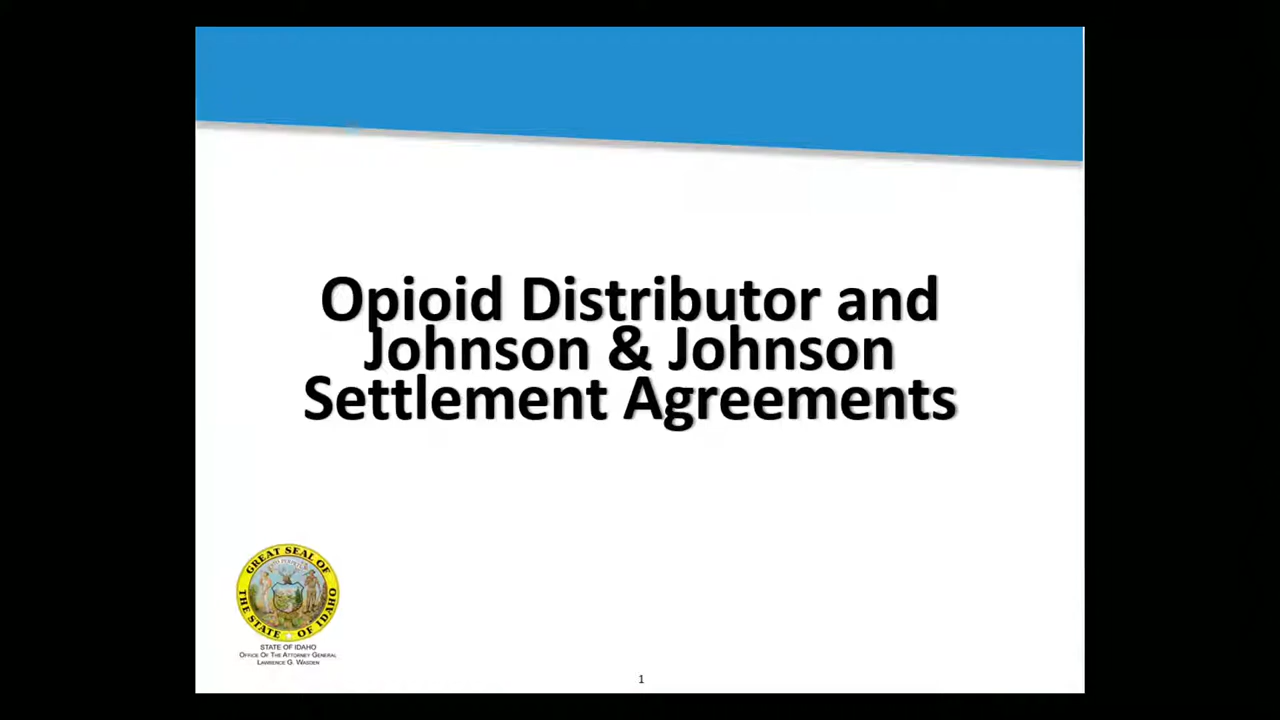 Opioid Distributor and
Johnson & Johnson
Settlement Agreements
GREAT SEAL OF
THE STATE OF IDAHO
STATE OF IDAHO
OFFICE OF THE ATTORNEY GENERAL
LAWRENCE G. WASDEN
1